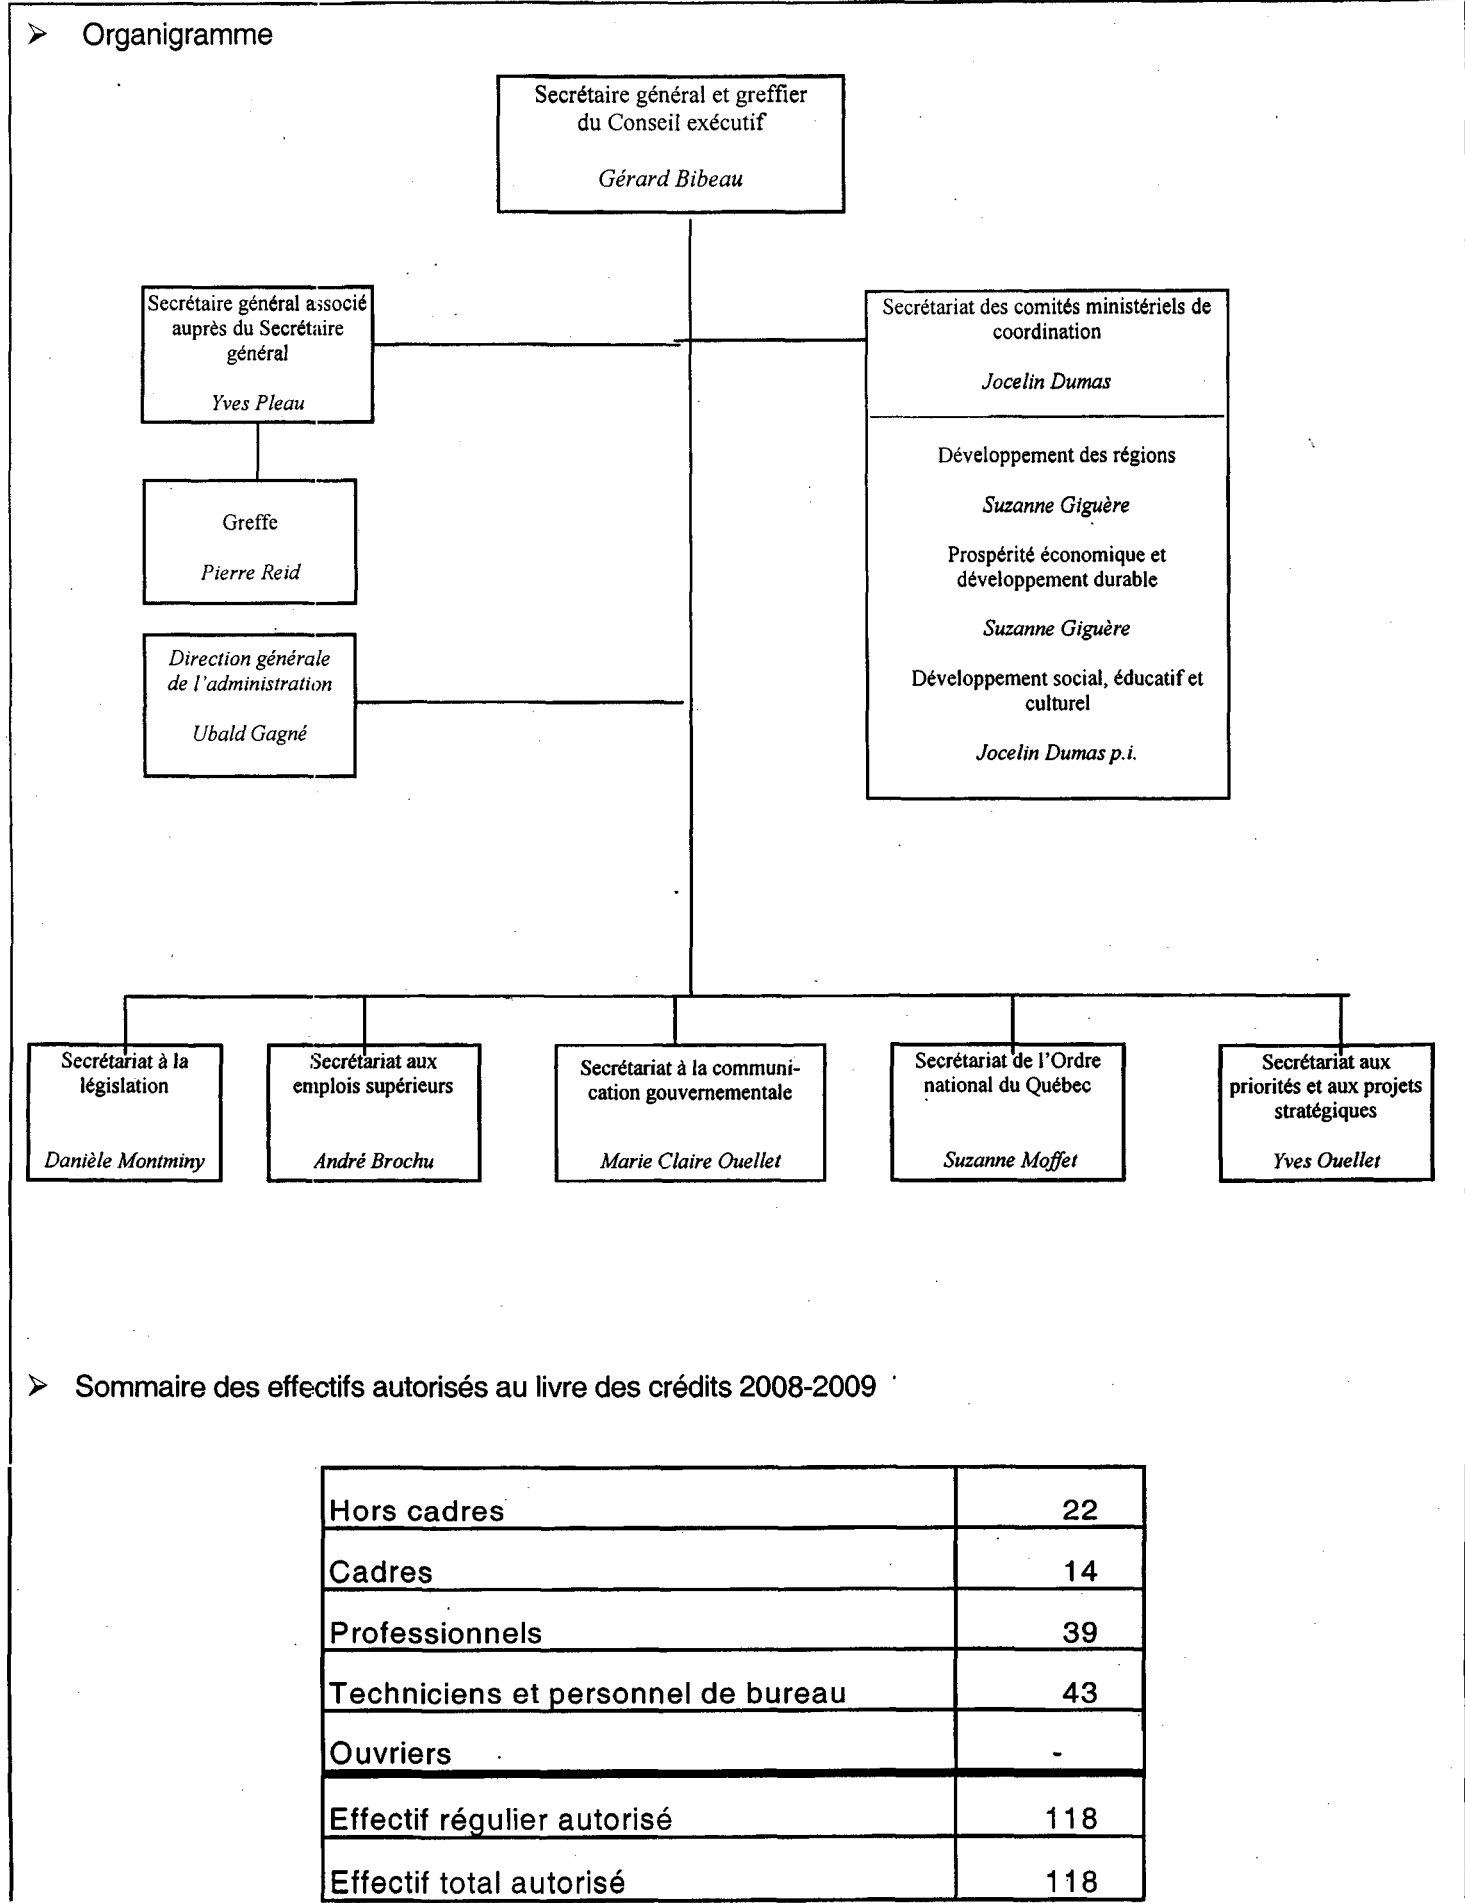 ➢ Organigramme
Secrétaire général et greffier
du Conseil exécutif
Gérard Bibeau
Secrétaire général associé
auprès du Secrétaire
général
Yves Pleau
Greffe
Pierre Reid
Direction générale
de l'administration
Ubald Gagné
Secrétariat des comités ministériels de
coordination
Jocelin Dumas
Développement des régions
Suzanne Giguère
Prospérité économique et
développement durable
Suzanne Giguère
Développement social, éducatif et
culturel
Jocelin Dumas p.i.
Secrétariat à la
législation
Danièle Montminy
Secrétariat aux
emplois supérieurs
André Brochu
Secrétariat à la communi-
cation gouvernementale
Marie Claire Ouellet
Secrétariat de l'Ordre
national du Québec
Suzanne Moffet
Secrétariat aux
priorités et aux projets
stratégiques
Yves Ouellet
➢ Sommaire des effectifs autorisés au livre des crédits 2008-2009
Hors cadres 22
Cadres 14
Professionnels 39
Techniciens et personnel de bureau 43
Ouvriers -
Effectif régulier autorisé 118
Effectif total autorisé 118